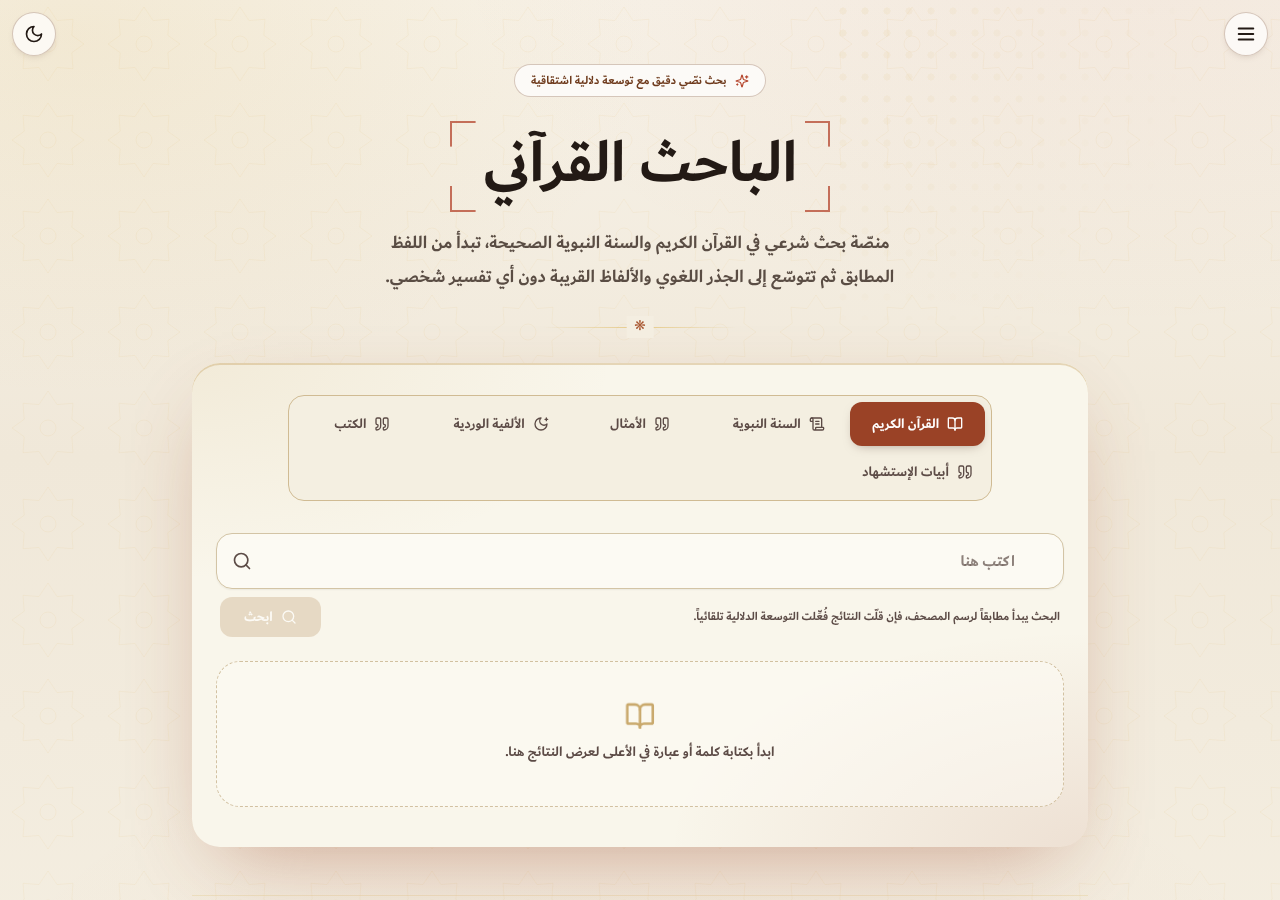 بحث نصّي دقيق مع توسعة دلالية اشتقاقية
الباحث القرآني
منصّة بحث شرعي في القرآن الكريم والسنة النبوية الصحيحة، تبدأ من اللفظ
المطابق ثم تتوسّع إلى الجذر اللغوي والألفاظ القريبة دون أي تفسير شخصي.
القرآن الكريم
السنة النبوية
الأمثال
الألفية الوردية
الكتب
أبيات الإستشهاد
اكتب هنا
البحث يبدأ مطابقاً لرسم المصحف، فإن قلّت النتائج فُعِّلت التوسعة الدلالية تلقائياً.
ابحث
ابدأ بكتابة كلمة أو عبارة في الأعلى لعرض النتائج هنا.